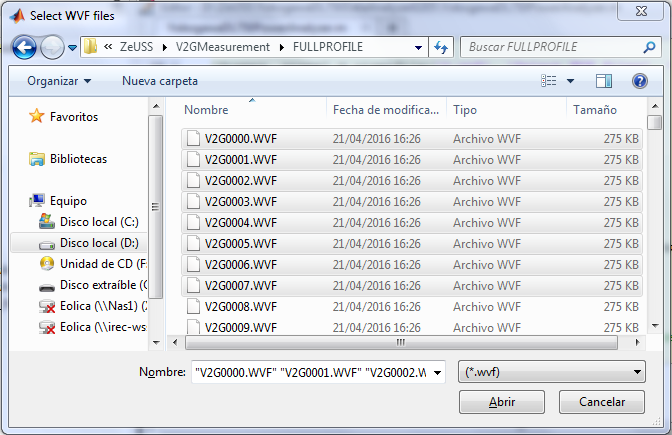 Select WVF files
« ZeUSS ▸ V2GMeasurement ▸ FULLPROFILE
Buscar FULLPROFILE
Organizar
Nueva carpeta
Favoritos
Bibliotecas
Equipo
Disco local (C:)
Disco local (D:)
Unidad de CD (F:
Disco extraíble (
Eolica (\\Nas1) (
Eolica (\\irec-ws
Nombre Fecha de modifica... Tipo Tamaño
V2G0000.WVF 21/04/2016 16:26 Archivo WVF 275 KB
V2G0001.WVF 21/04/2016 16:26 Archivo WVF 275 KB
V2G0002.WVF 21/04/2016 16:26 Archivo WVF 275 KB
V2G0003.WVF 21/04/2016 16:26 Archivo WVF 275 KB
V2G0004.WVF 21/04/2016 16:26 Archivo WVF 275 KB
V2G0005.WVF 21/04/2016 16:26 Archivo WVF 275 KB
V2G0006.WVF 21/04/2016 16:26 Archivo WVF 275 KB
V2G0007.WVF 21/04/2016 16:26 Archivo WVF 275 KB
V2G0008.WVF 21/04/2016 16:26 Archivo WVF 275 KB
V2G0009.WVF 21/04/2016 16:26 Archivo WVF 275 KB
Nombre: "V2G0000.WVF" "V2G0001.WVF" "V2G0002.W
(*.wvf)
Abrir
Cancelar